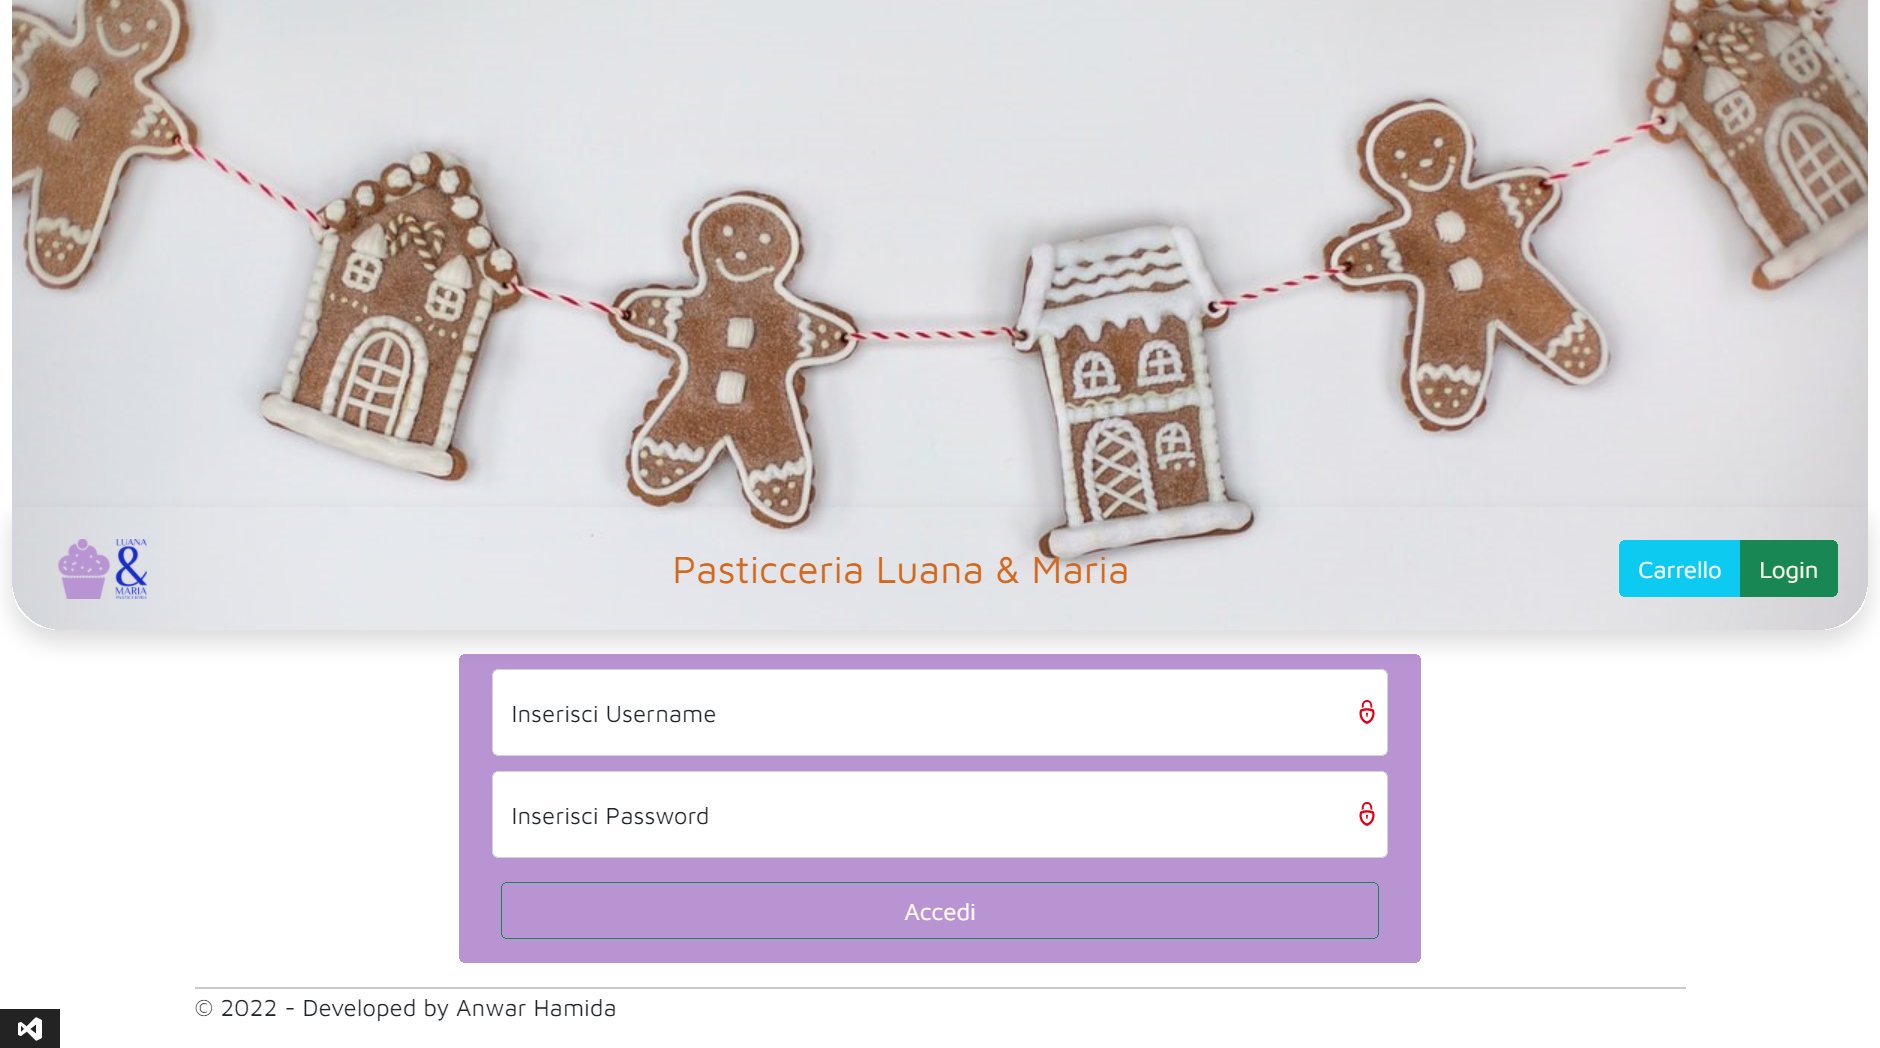 LUANA
&
MARIA
Pasticceria Luana & Maria
Carrello Login
Inserisci Username
Inserisci Password
Accedi
© 2022 - Developed by Anwar Hamida